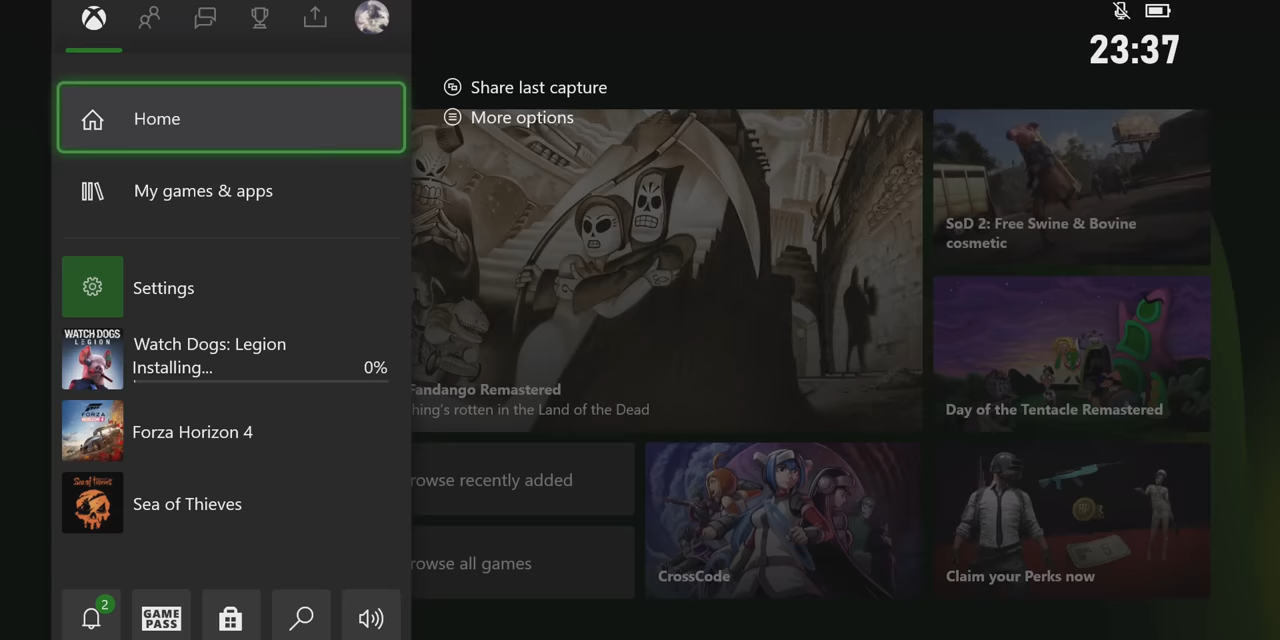 23:37
Share last capture
More options
Home
My games & apps
Settings
WATCH DOGS
LEGION
Watch Dogs: Legion
Installing...
0%
FORZA
Forza Horizon 4
Sea of Thieves
Sea of Thieves
2
GAME
PASS
Fandango Remastered
hing's rotten in the Land of the Dead
rowse recently added
rowse all games
CrossCode
SoD 2: Free Swine & Bovine
cosmetic
Day of the Tentacle Remastered
Claim your Perks now